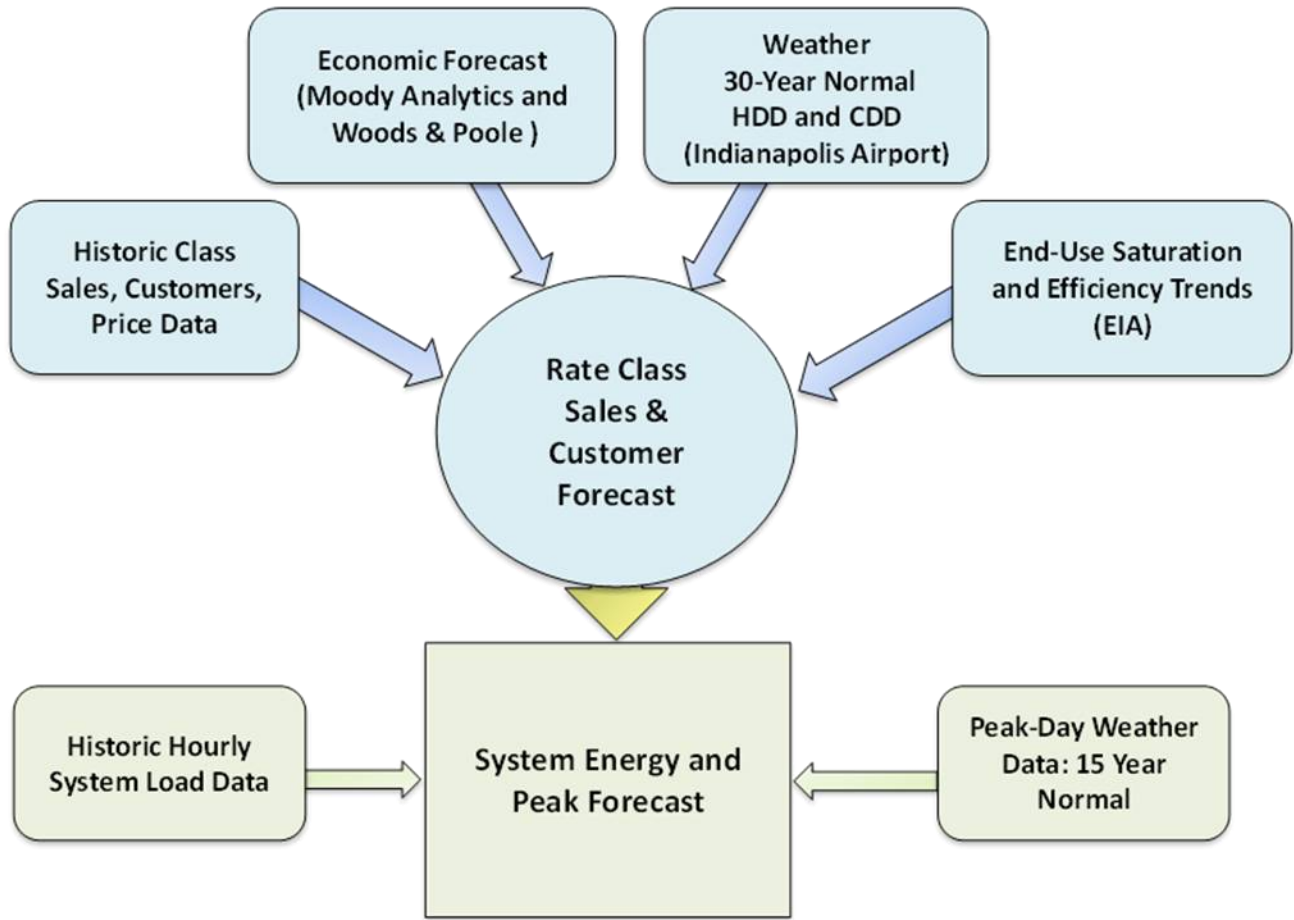 Economic Forecast
(Moody Analytics and
Woods & Poole )
Weather
30-Year Normal
HDD and CDD
(Indianapolis Airport)
Historic Class
Sales, Customers,
Price Data
End-Use Saturation
and Efficiency Trends
(EIA)
Rate Class
Sales &
Customer
Forecast
Historic Hourly
System Load Data
System Energy and
Peak Forecast
Peak-Day Weather
Data: 15 Year
Normal